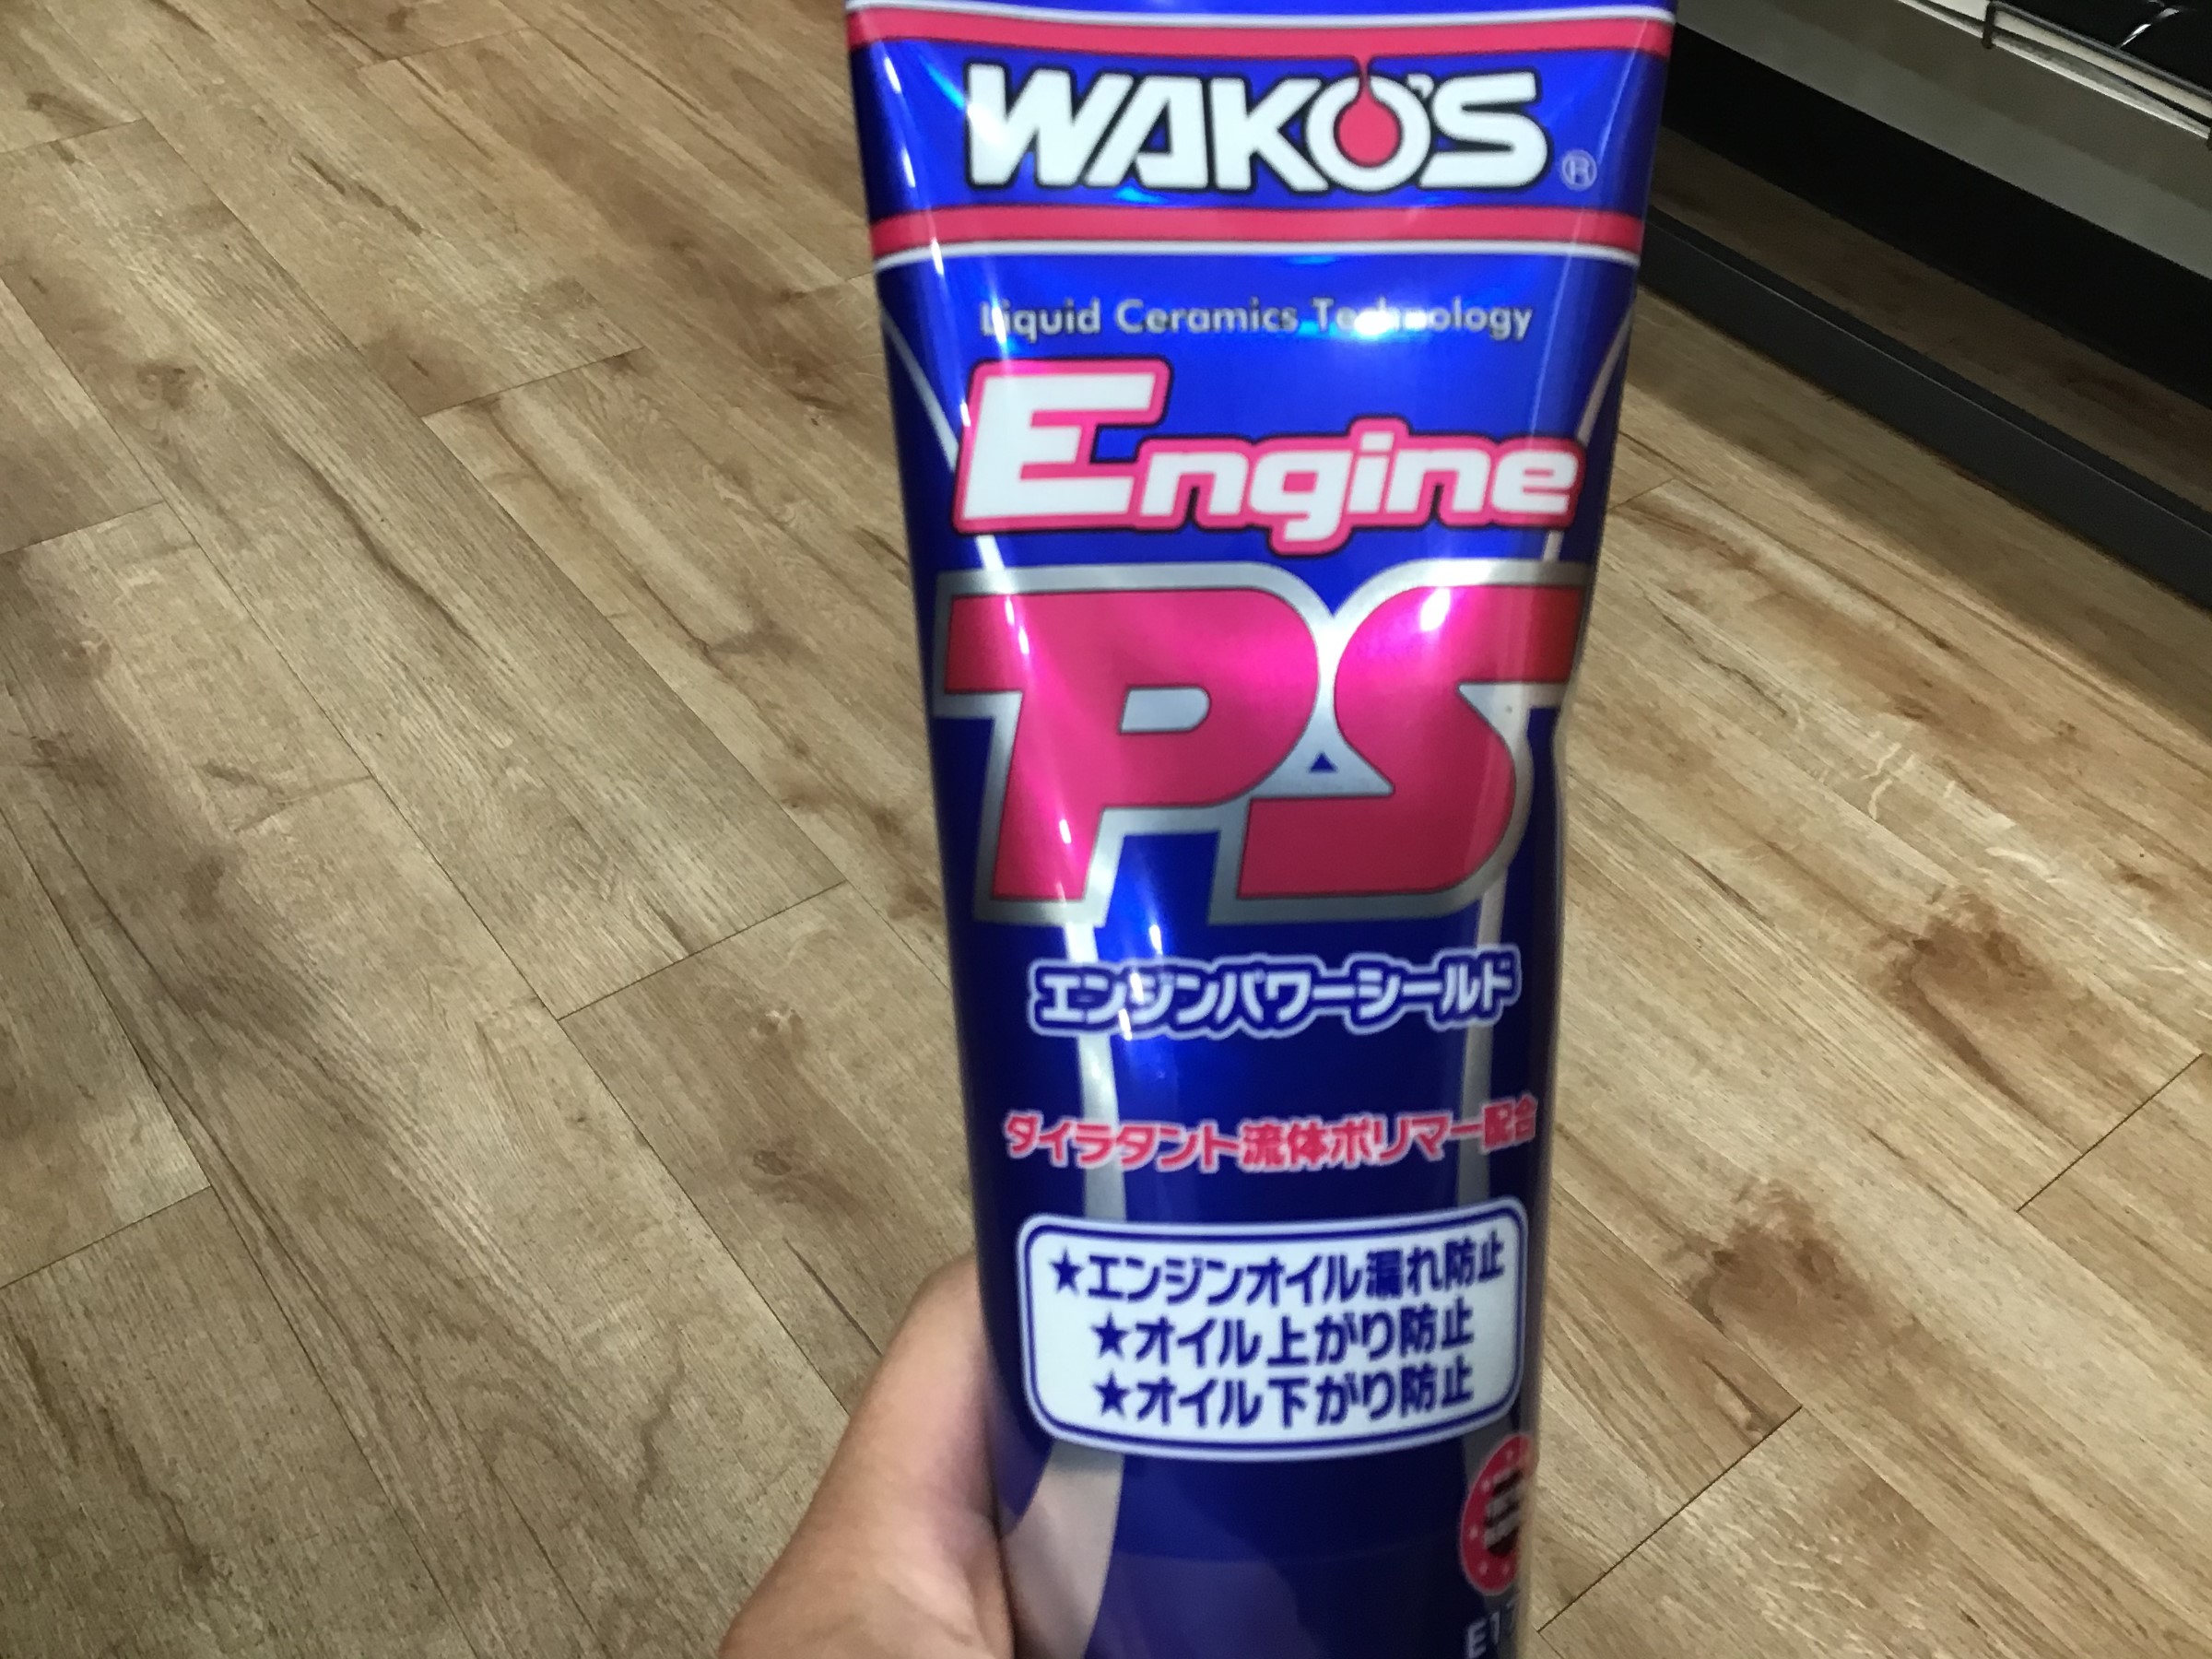 WAKO'S ®
Liquid Ceramics Technology
Engine
PS
エンジンパワーシールド
ダイラタント流体ポリマー配合
★エンジンオイル漏れ防止
★オイル上がり防止
★オイル下がり防止